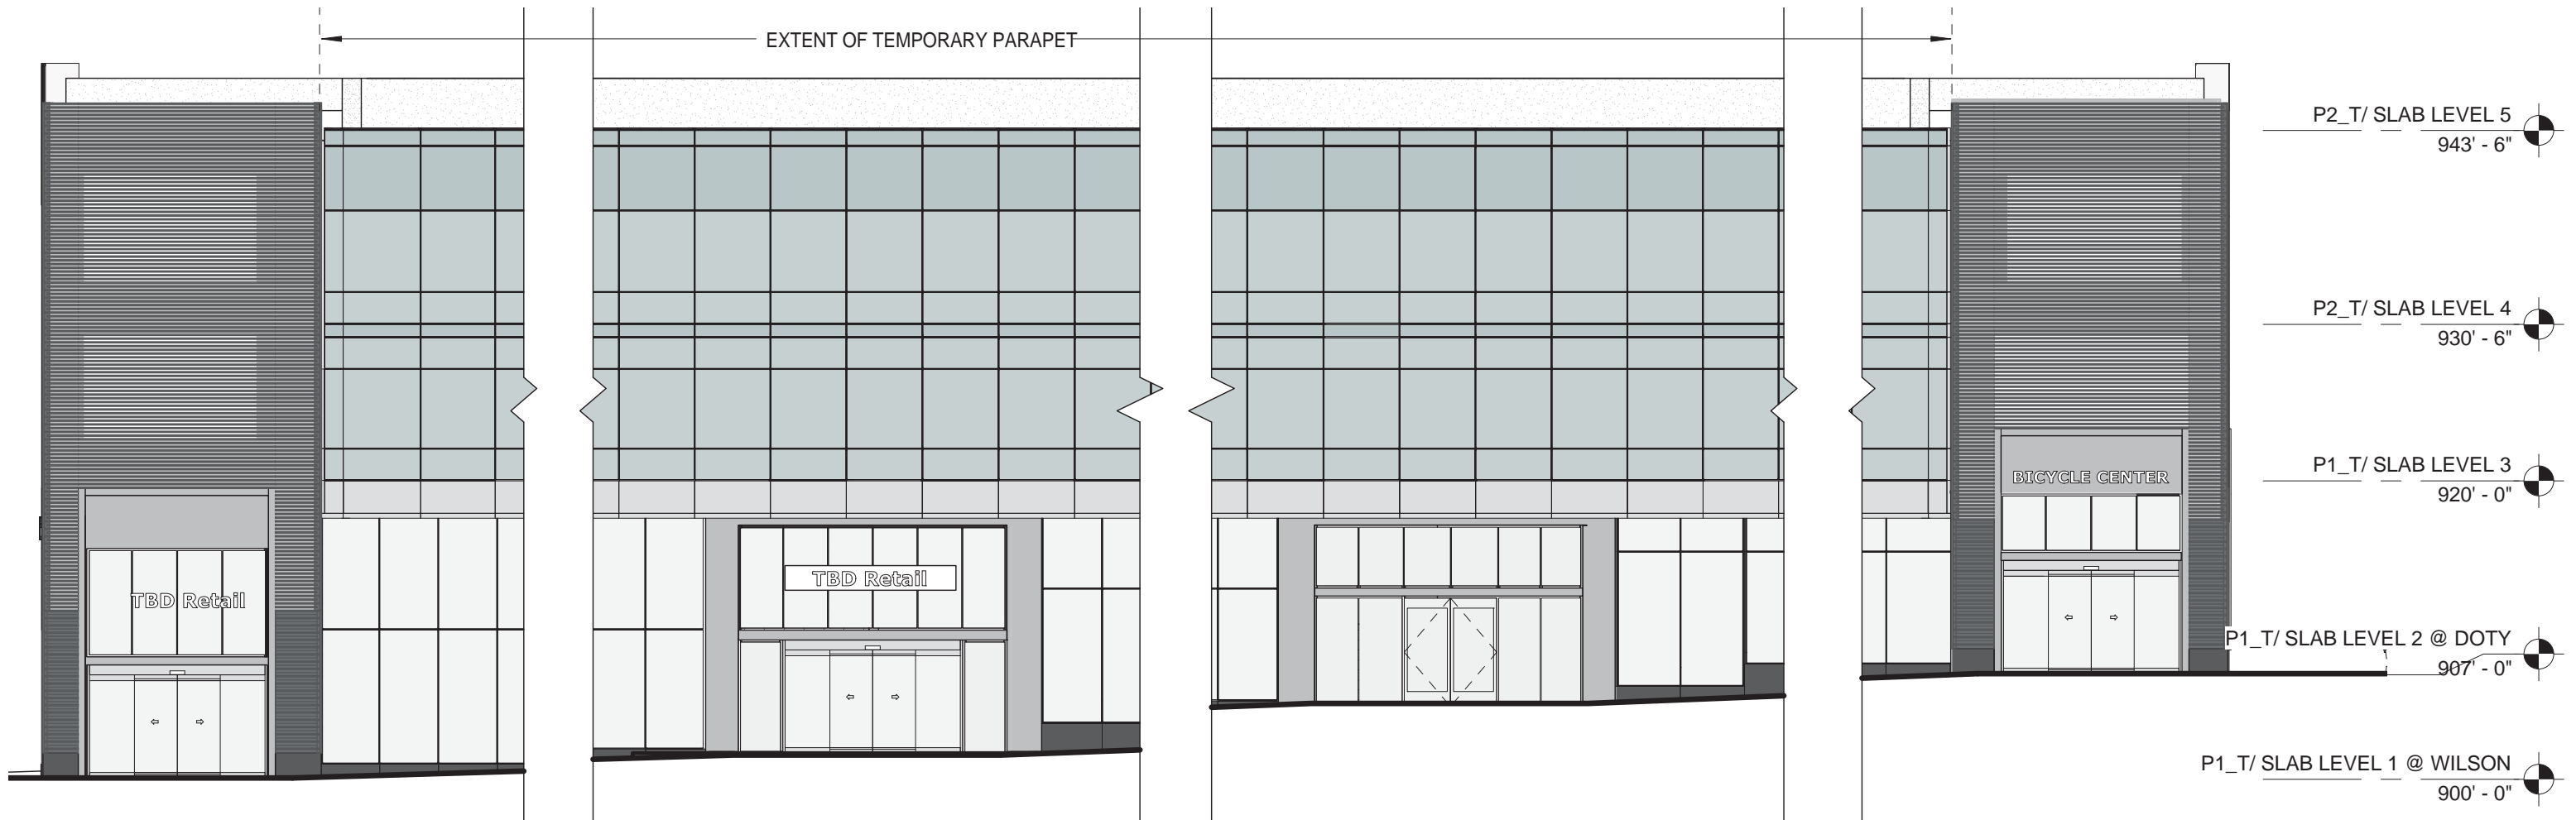 EXTENT OF TEMPORARY PARAPET
P2_T/ SLAB LEVEL 5
943' - 6"
P2_T/ SLAB LEVEL 4
930' - 6"
P1_T/ SLAB LEVEL 3
920' - 0"
BICYCLE CENTER
TBD Retail
TBD Retail
P1_T/ SLAB LEVEL 2 @ DOTY
907' - 0"
P1_T/ SLAB LEVEL 1 @ WILSON
900' - 0"